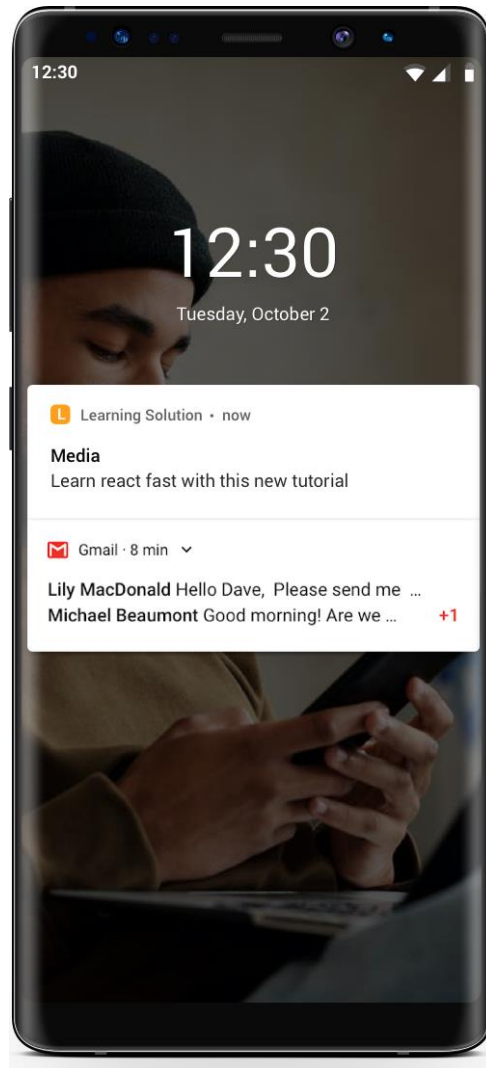 12:30
12:30
Tuesday, October 2
L Learning Solution • now
Media
Learn react fast with this new tutorial
Gmail · 8 min
Lily MacDonald Hello Dave, Please send me ...
Michael Beaumont Good morning! Are we ... +1